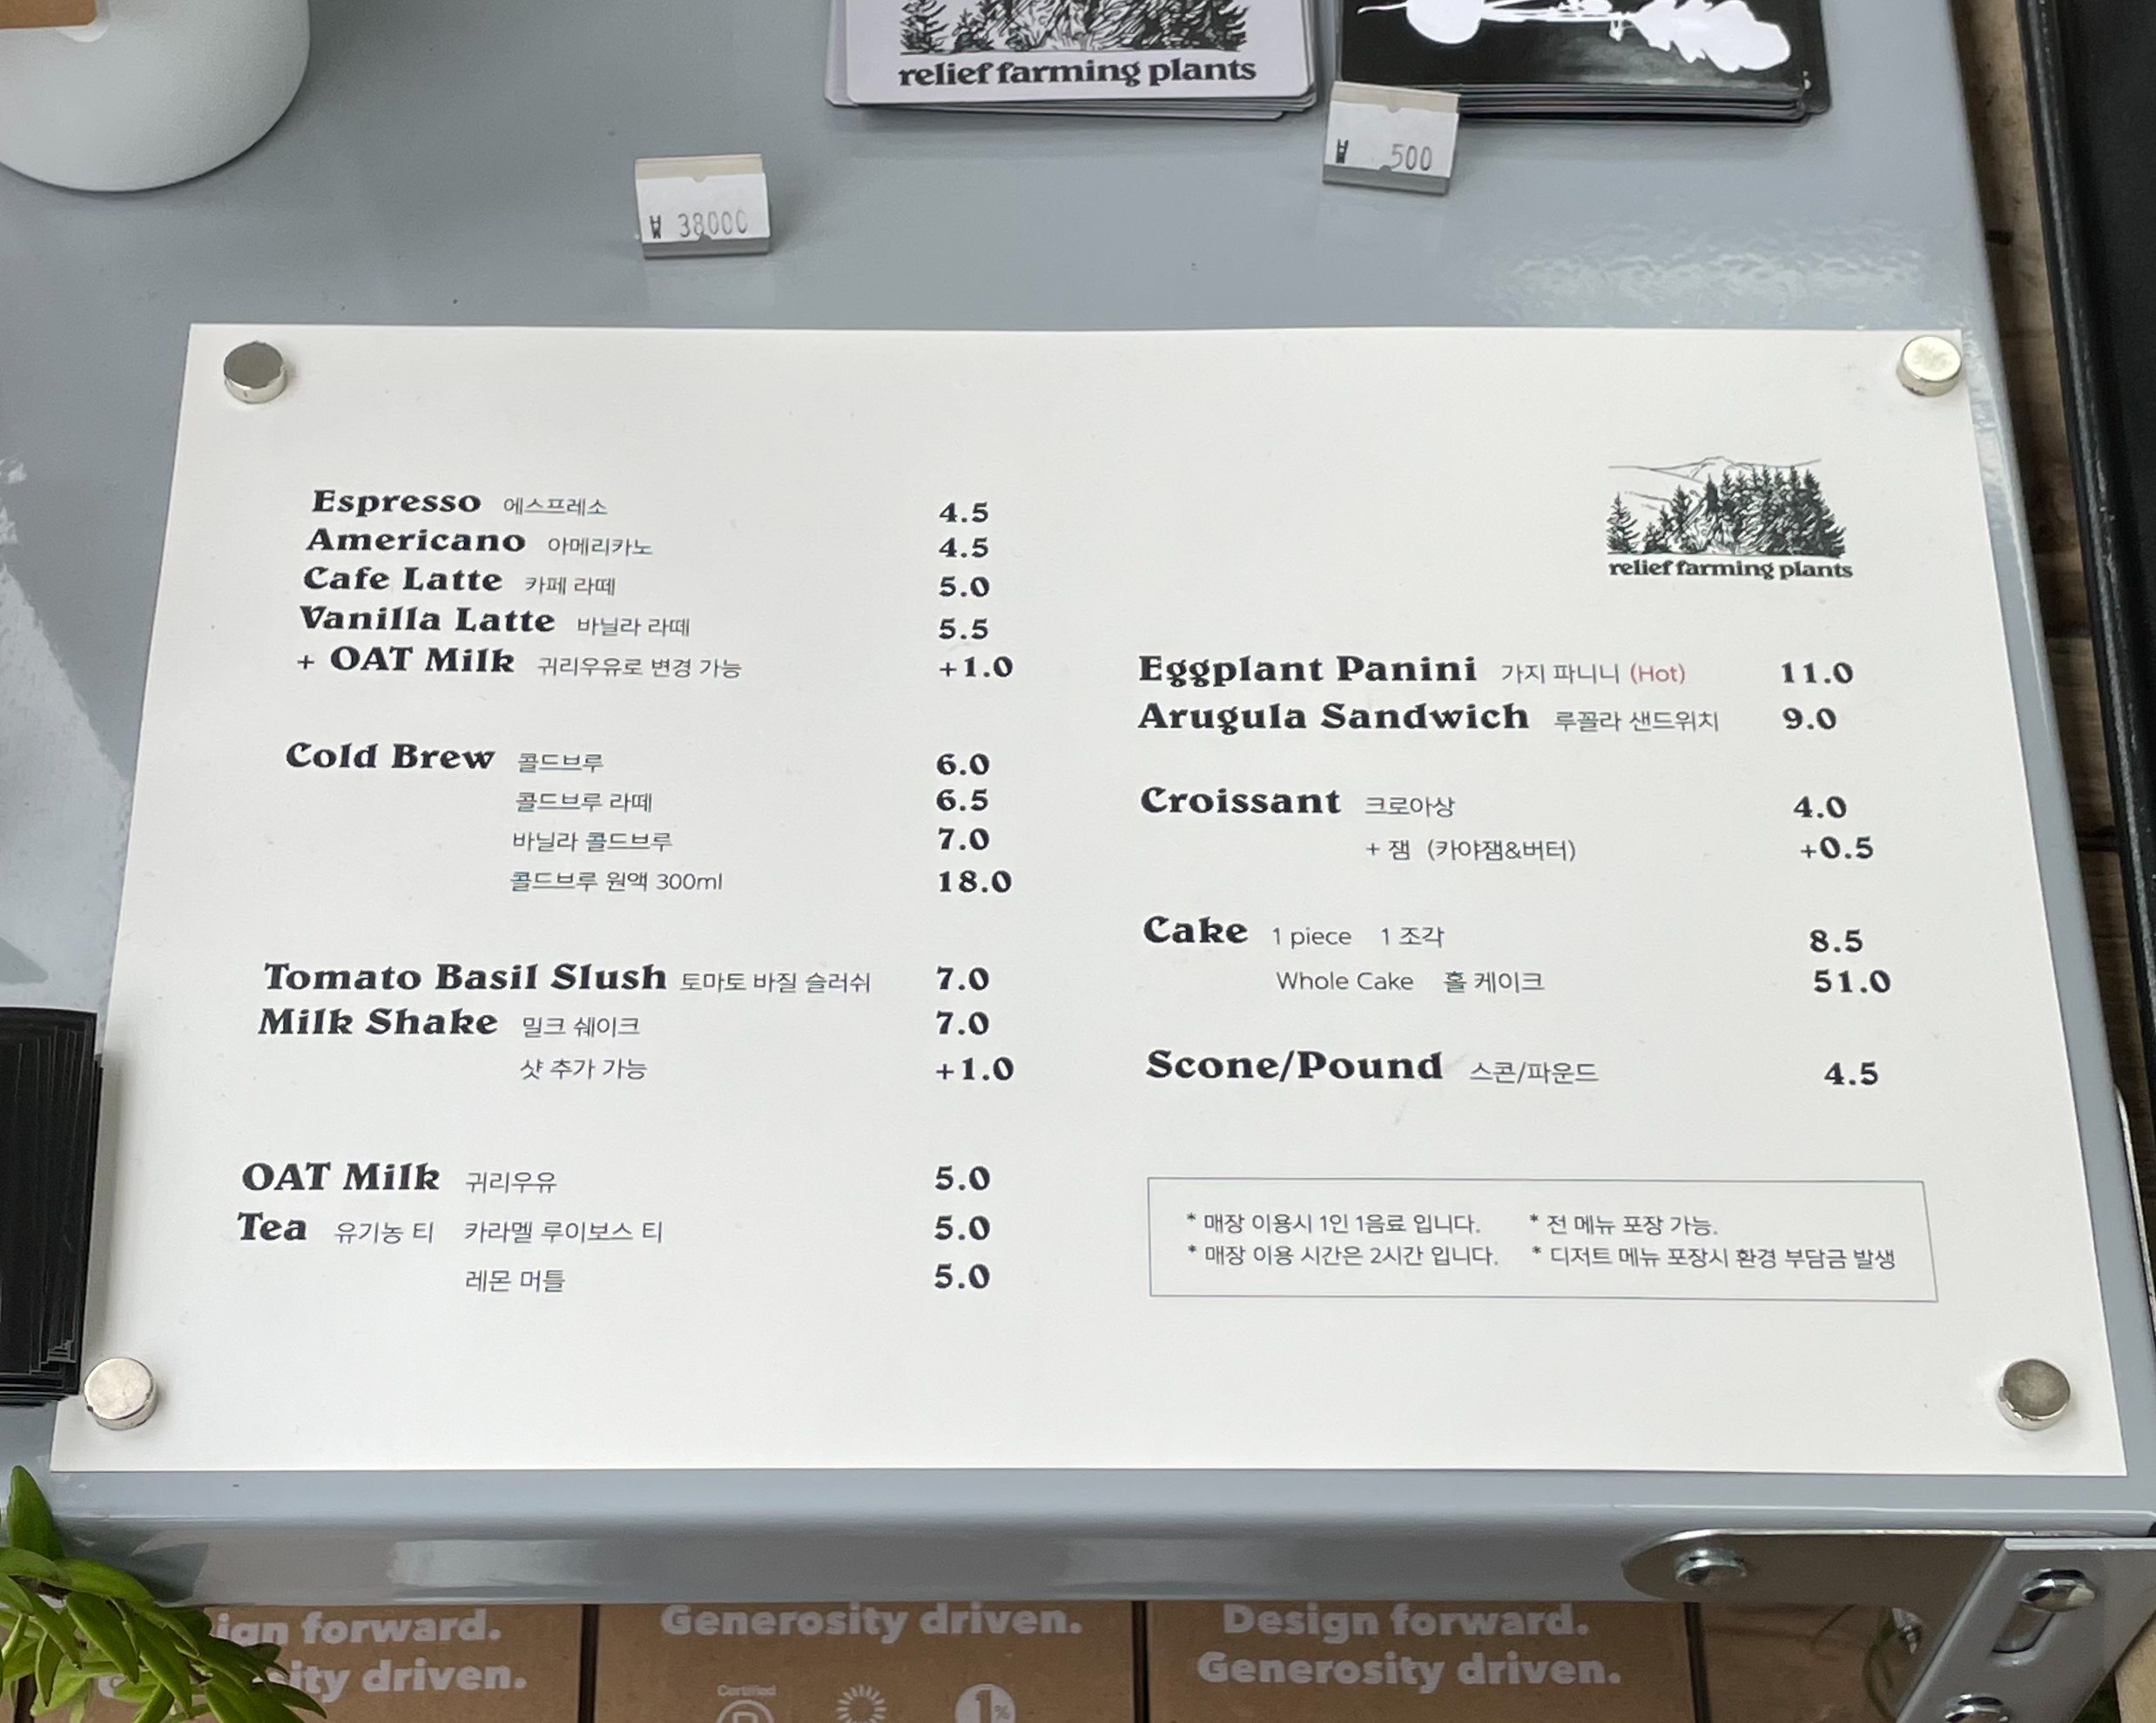 relief farming plants
₩ 500
₩ 38000
Espresso 에스프레소 4.5
Americano 아메리카노 4.5
Cafe Latte 카페 라떼 5.0
Vanilla Latte 바닐라 라떼 5.5
+ OAT Milk 귀리우유로 변경 가능 +1.0
Cold Brew 콜드브루 6.0
콜드브루 라떼 6.5
바닐라 콜드브루 7.0
콜드브루 원액 300ml 18.0
Tomato Basil Slush 토마토 바질 슬러쉬 7.0
Milk Shake 밀크 쉐이크 7.0
샷 추가 가능 +1.0
OAT Milk 귀리우유 5.0
Tea 유기농 티 카라멜 루이보스 티 5.0
레몬 머틀 5.0
relief farming plants
Eggplant Panini 가지 파니니 (Hot) 11.0
Arugula Sandwich 루꼴라 샌드위치 9.0
Croissant 크로아상 4.0
+ 잼 (카야잼&버터) +0.5
Cake 1 piece 1 조각 8.5
Whole Cake 홀 케이크 51.0
Scone/Pound 스콘/파운드 4.5
* 매장 이용시 1인 1음료 입니다. * 전 메뉴 포장 가능.
* 매장 이용 시간은 2시간 입니다. * 디저트 메뉴 포장시 환경 부담금 발생
ign forward.
sity driven.
Generosity driven.
Certified
B
1%
Design forward.
Generosity driven.